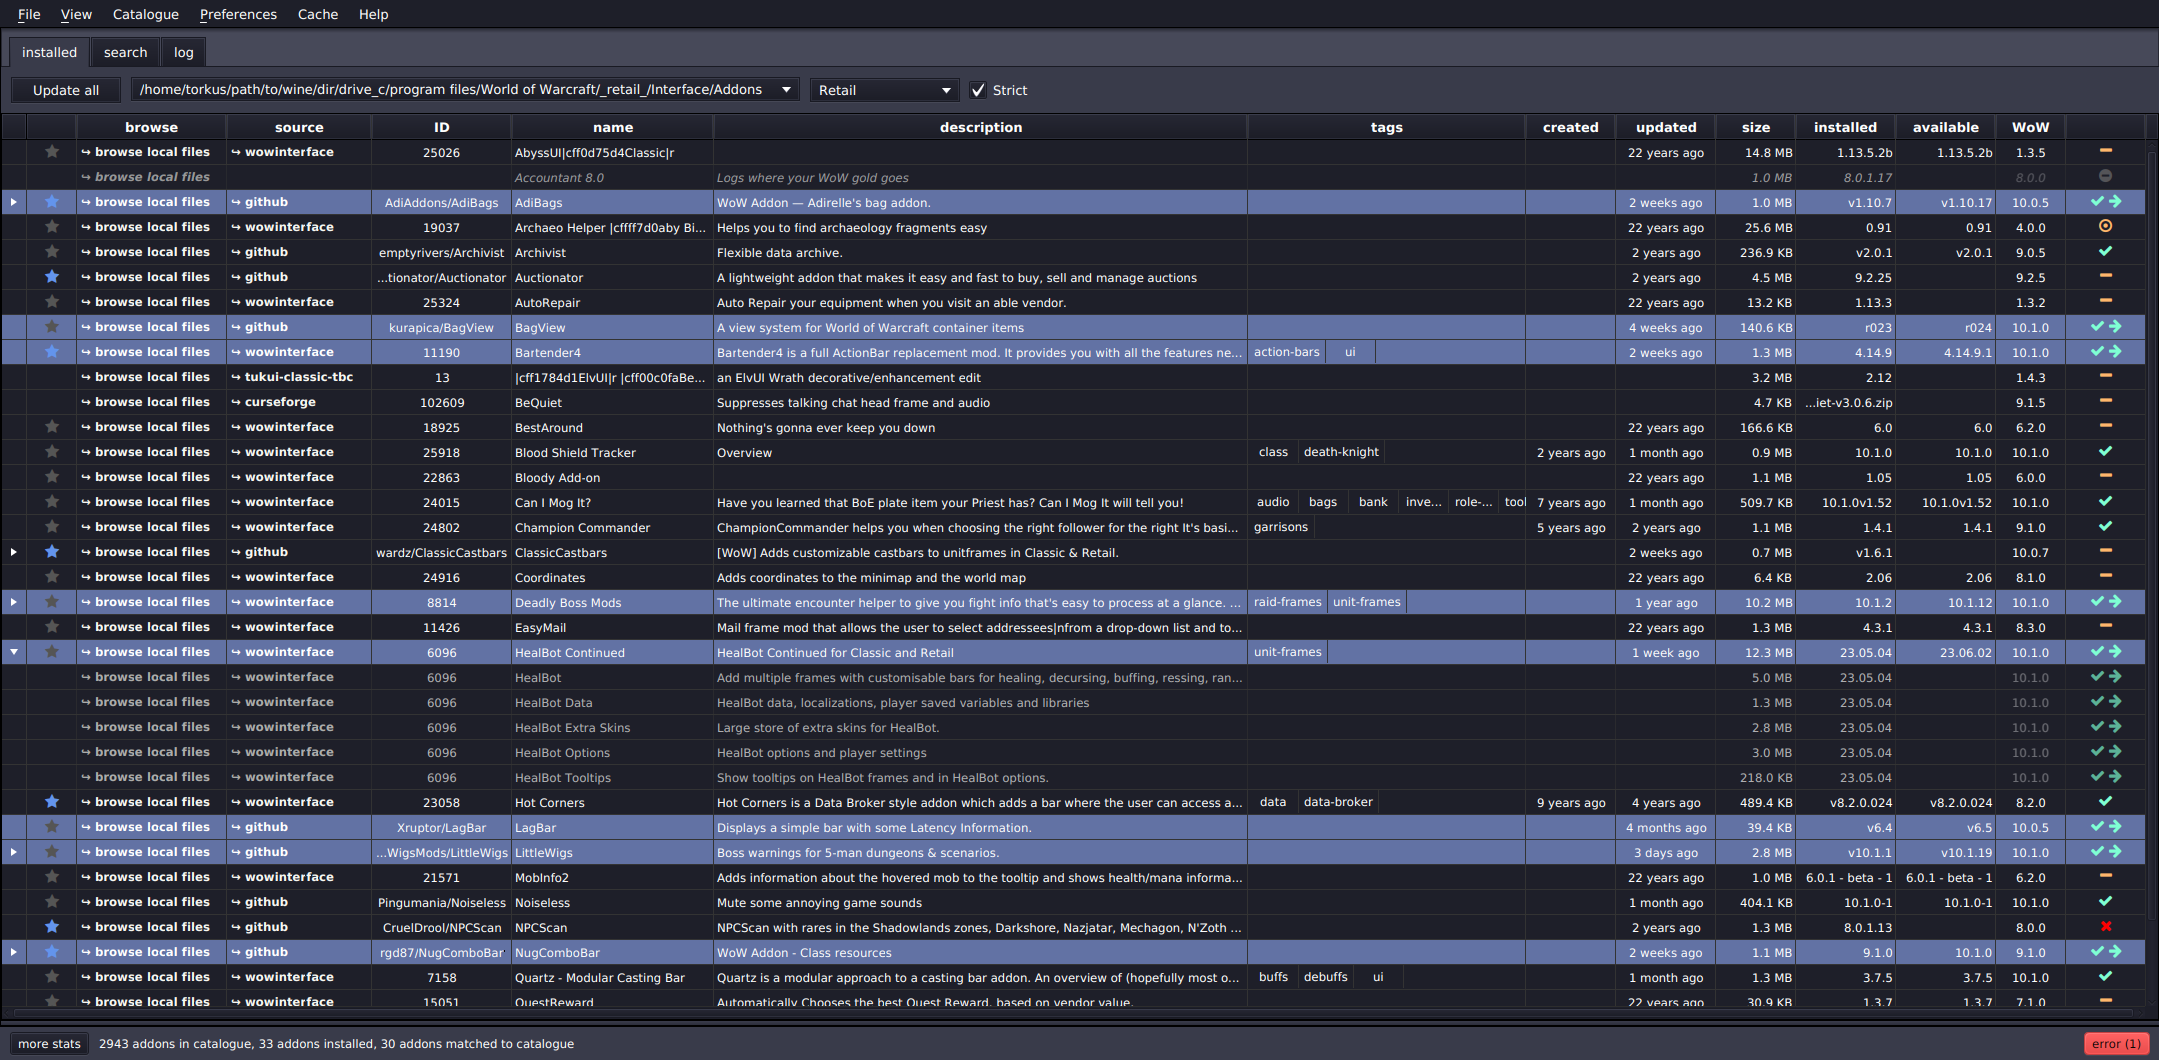 File View Catalogue Preferences Cache Help
installed search log
Update all /home/torkus/path/to/wine/dir/drive_c/program files/World of Warcraft/_retail_/Interface/Addons Retail Strict
browse source ID name description tags created updated size installed available WoW
↪ browse local files ↪ wowinterface 25026 AbyssUI|cff0d75d4Classic|r 22 years ago 14.8 MB 1.13.5.2b 1.13.5.2b 1.3.5
↪ browse local files Accountant 8.0 Logs where your WoW gold goes 1.0 MB 8.0.1.17 8.0.0
↪ browse local files ↪ github AdiAddons/AdiBags AdiBags WoW Addon — Adirelle's bag addon. 2 weeks ago 1.0 MB v1.10.7 v1.10.17 10.0.5
↪ browse local files ↪ wowinterface 19037 Archaeo Helper |cffff7d0aby Bi... Helps you to find archaeology fragments easy 22 years ago 25.6 MB 0.91 0.91 4.0.0
↪ browse local files ↪ github emptyrivers/Archivist Archivist Flexible data archive. 2 years ago 236.9 KB v2.0.1 v2.0.1 9.0.5
↪ browse local files ↪ github ...tionator/Auctionator Auctionator A lightweight addon that makes it easy and fast to buy, sell and manage auctions 2 years ago 4.5 MB 9.2.25 9.2.5
↪ browse local files ↪ wowinterface 25324 AutoRepair Auto Repair your equipment when you visit an able vendor. 22 years ago 13.2 KB 1.13.3 1.3.2
↪ browse local files ↪ github kurapica/BagView BagView A view system for World of Warcraft container items 4 weeks ago 140.6 KB r023 r024 10.1.0
↪ browse local files ↪ wowinterface 11190 Bartender4 Bartender4 is a full ActionBar replacement mod. It provides you with all the features ne... action-bars ui 2 weeks ago 1.3 MB 4.14.9 4.14.9.1 10.1.0
↪ browse local files ↪ tukui-classic-tbc 13 |cff1784d1ElvUI|r |cff00c0faBe... an ElvUI Wrath decorative/enhancement edit 3.2 MB 2.12 1.4.3
↪ browse local files ↪ curseforge 102609 BeQuiet Suppresses talking chat head frame and audio 4.7 KB ...iet-v3.0.6.zip 9.1.5
↪ browse local files ↪ wowinterface 18925 BestAround Nothing's gonna ever keep you down 22 years ago 166.6 KB 6.0 6.0 6.2.0
↪ browse local files ↪ wowinterface 25918 Blood Shield Tracker Overview class death-knight 2 years ago 1 month ago 0.9 MB 10.1.0 10.1.0 10.1.0
↪ browse local files ↪ wowinterface 22863 Bloody Add-on 22 years ago 1.1 MB 1.05 1.05 6.0.0
↪ browse local files ↪ wowinterface 24015 Can I Mog It? Have you learned that BoE plate item your Priest has? Can I Mog It will tell you! audio bags bank inve... role-... tool 7 years ago 1 month ago 509.7 KB 10.1.0v1.52 10.1.0v1.52 10.1.0
↪ browse local files ↪ wowinterface 24802 Champion Commander ChampionCommander helps you when choosing the right follower for the right It's basi... garrisons 5 years ago 2 years ago 1.1 MB 1.4.1 1.4.1 9.1.0
↪ browse local files ↪ github wardz/ClassicCastbars ClassicCastbars [WoW] Adds customizable castbars to unitframes in Classic & Retail. 2 weeks ago 0.7 MB v1.6.1 10.0.7
↪ browse local files ↪ wowinterface 24916 Coordinates Adds coordinates to the minimap and the world map 22 years ago 6.4 KB 2.06 2.06 8.1.0
↪ browse local files ↪ wowinterface 8814 Deadly Boss Mods The ultimate encounter helper to give you fight info that's easy to process at a glance. ... raid-frames unit-frames 1 year ago 10.2 MB 10.1.2 10.1.12 10.1.0
↪ browse local files ↪ wowinterface 11426 EasyMail Mail frame mod that allows the user to select addressees|nfrom a drop-down list and to... 22 years ago 1.3 MB 4.3.1 4.3.1 8.3.0
↪ browse local files ↪ wowinterface 6096 HealBot Continued HealBot Continued for Classic and Retail unit-frames 1 week ago 12.3 MB 23.05.04 23.06.02 10.1.0
↪ browse local files ↪ wowinterface 6096 HealBot Add multiple frames with customisable bars for healing, decursing, buffing, ressing, ran... 5.0 MB 23.05.04 10.1.0
↪ browse local files ↪ wowinterface 6096 HealBot Data HealBot data, localizations, player saved variables and libraries 1.3 MB 23.05.04 10.1.0
↪ browse local files ↪ wowinterface 6096 HealBot Extra Skins Large store of extra skins for HealBot. 2.8 MB 23.05.04 10.1.0
↪ browse local files ↪ wowinterface 6096 HealBot Options HealBot options and player settings 3.0 MB 23.05.04 10.1.0
↪ browse local files ↪ wowinterface 6096 HealBot Tooltips Show tooltips on HealBot frames and in HealBot options. 218.0 KB 23.05.04 10.1.0
↪ browse local files ↪ wowinterface 23058 Hot Corners Hot Corners is a Data Broker style addon which adds a bar where the user can access a... data data-broker 9 years ago 4 years ago 489.4 KB v8.2.0.024 v8.2.0.024 8.2.0
↪ browse local files ↪ github Xruptor/LagBar LagBar Displays a simple bar with some Latency Information. 4 months ago 39.4 KB v6.4 v6.5 10.0.5
↪ browse local files ↪ github ...WigsMods/LittleWigs LittleWigs Boss warnings for 5-man dungeons & scenarios. 3 days ago 2.8 MB v10.1.1 v10.1.19 10.1.0
↪ browse local files ↪ wowinterface 21571 MobInfo2 Adds information about the hovered mob to the tooltip and shows health/mana informa... 22 years ago 1.0 MB 6.0.1 - beta - 1 6.0.1 - beta - 1 6.2.0
↪ browse local files ↪ github Pingumania/Noiseless Noiseless Mute some annoying game sounds 1 month ago 404.1 KB 10.1.0-1 10.1.0-1 10.1.0
↪ browse local files ↪ github CruelDrool/NPCScan NPCScan NPCScan with rares in the Shadowlands zones, Darkshore, Nazjatar, Mechagon, N'Zoth ... 2 years ago 1.3 MB 8.0.1.13 8.0.0
↪ browse local files ↪ github rgd87/NugComboBar NugComboBar WoW Addon - Class resources 2 weeks ago 1.1 MB 9.1.0 10.1.0 9.1.0
↪ browse local files ↪ wowinterface 7158 Quartz - Modular Casting Bar Quartz is a modular approach to a casting bar addon. An overview of (hopefully most o... buffs debuffs ui 1 month ago 1.3 MB 3.7.5 3.7.5 10.1.0
↪ browse local files ↪ wowinterface 15051 QuestReward Automatically Chooses the best Quest Reward, based on vendor value. 22 years ago 30.9 KB 1.3.7 1.3.7 7.1.0
more stats 2943 addons in catalogue, 33 addons installed, 30 addons matched to catalogue error (1)